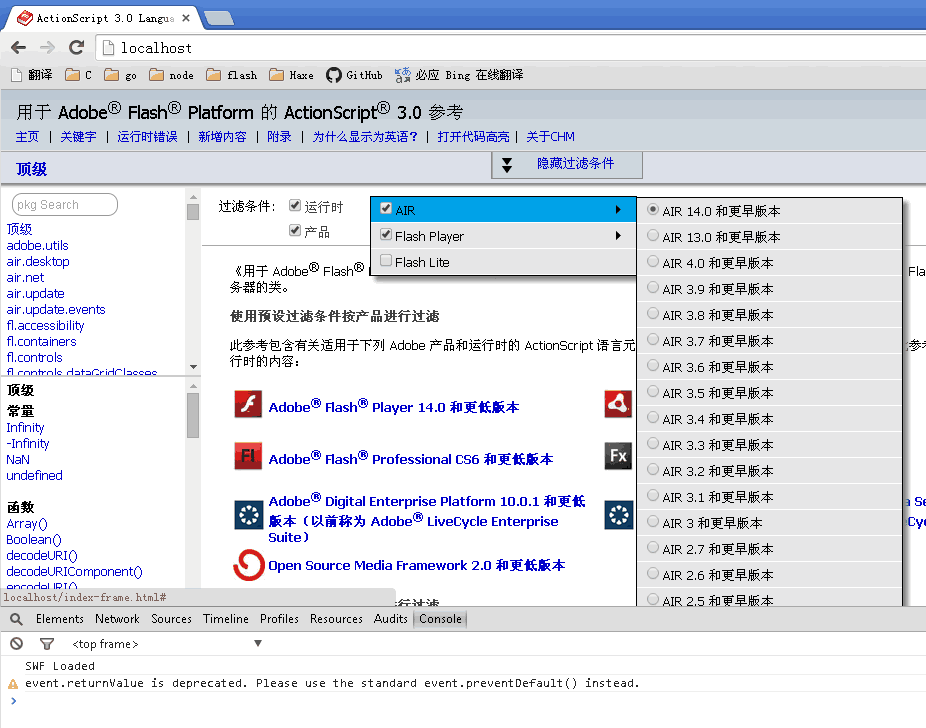 ActionScript 3.0 Langua
localhost
翻译 C go node flash Haxe GitHub 必应 Bing 在线翻译
用于 Adobe® Flash® Platform 的 ActionScript® 3.0 参考
主页 | 关键字 | 运行时错误 | 新增内容 | 附录 | 为什么显示为英语？ | 打开代码高亮 | 关于CHM
顶级
隐藏过滤条件
pkg Search
顶级
adobe.utils
air.desktop
air.net
air.update
air.update.events
fl.accessibility
fl.containers
fl.controls
fl.controls.dataGridClasses
顶级
常量
Infinity
-Infinity
NaN
undefined
函数
Array()
Boolean()
decodeURI()
decodeURIComponent()
encodeURI()
过滤条件： 运行时
产品
AIR
Flash Player
Flash Lite
AIR 14.0 和更早版本
AIR 13.0 和更早版本
AIR 4.0 和更早版本
AIR 3.9 和更早版本
AIR 3.8 和更早版本
AIR 3.7 和更早版本
AIR 3.6 和更早版本
AIR 3.5 和更早版本
AIR 3.4 和更早版本
AIR 3.3 和更早版本
AIR 3.2 和更早版本
AIR 3.1 和更早版本
AIR 3 和更早版本
AIR 2.7 和更早版本
AIR 2.6 和更早版本
AIR 2.5 和更早版本
《用于 Adobe® Flash®
务器的类。
使用预设过滤条件按产品进行过滤
此参考包含有关适用于下列 Adobe 产品和运行时的 ActionScript 语言元
行时的内容：
Adobe® Flash® Player 14.0 和更低版本
Adobe® Flash® Professional CS6 和更低版本
Fx
Adobe® Digital Enterprise Platform 10.0.1 和更低
版本（以前称为 Adobe® LiveCycle Enterprise
Suite）
Open Source Media Framework 2.0 和更低版本
行过滤
localhost/index-frame.html#
Elements Network Sources Timeline Profiles Resources Audits Console
<top frame>
SWF Loaded
event.returnValue is deprecated. Please use the standard event.preventDefault() instead.